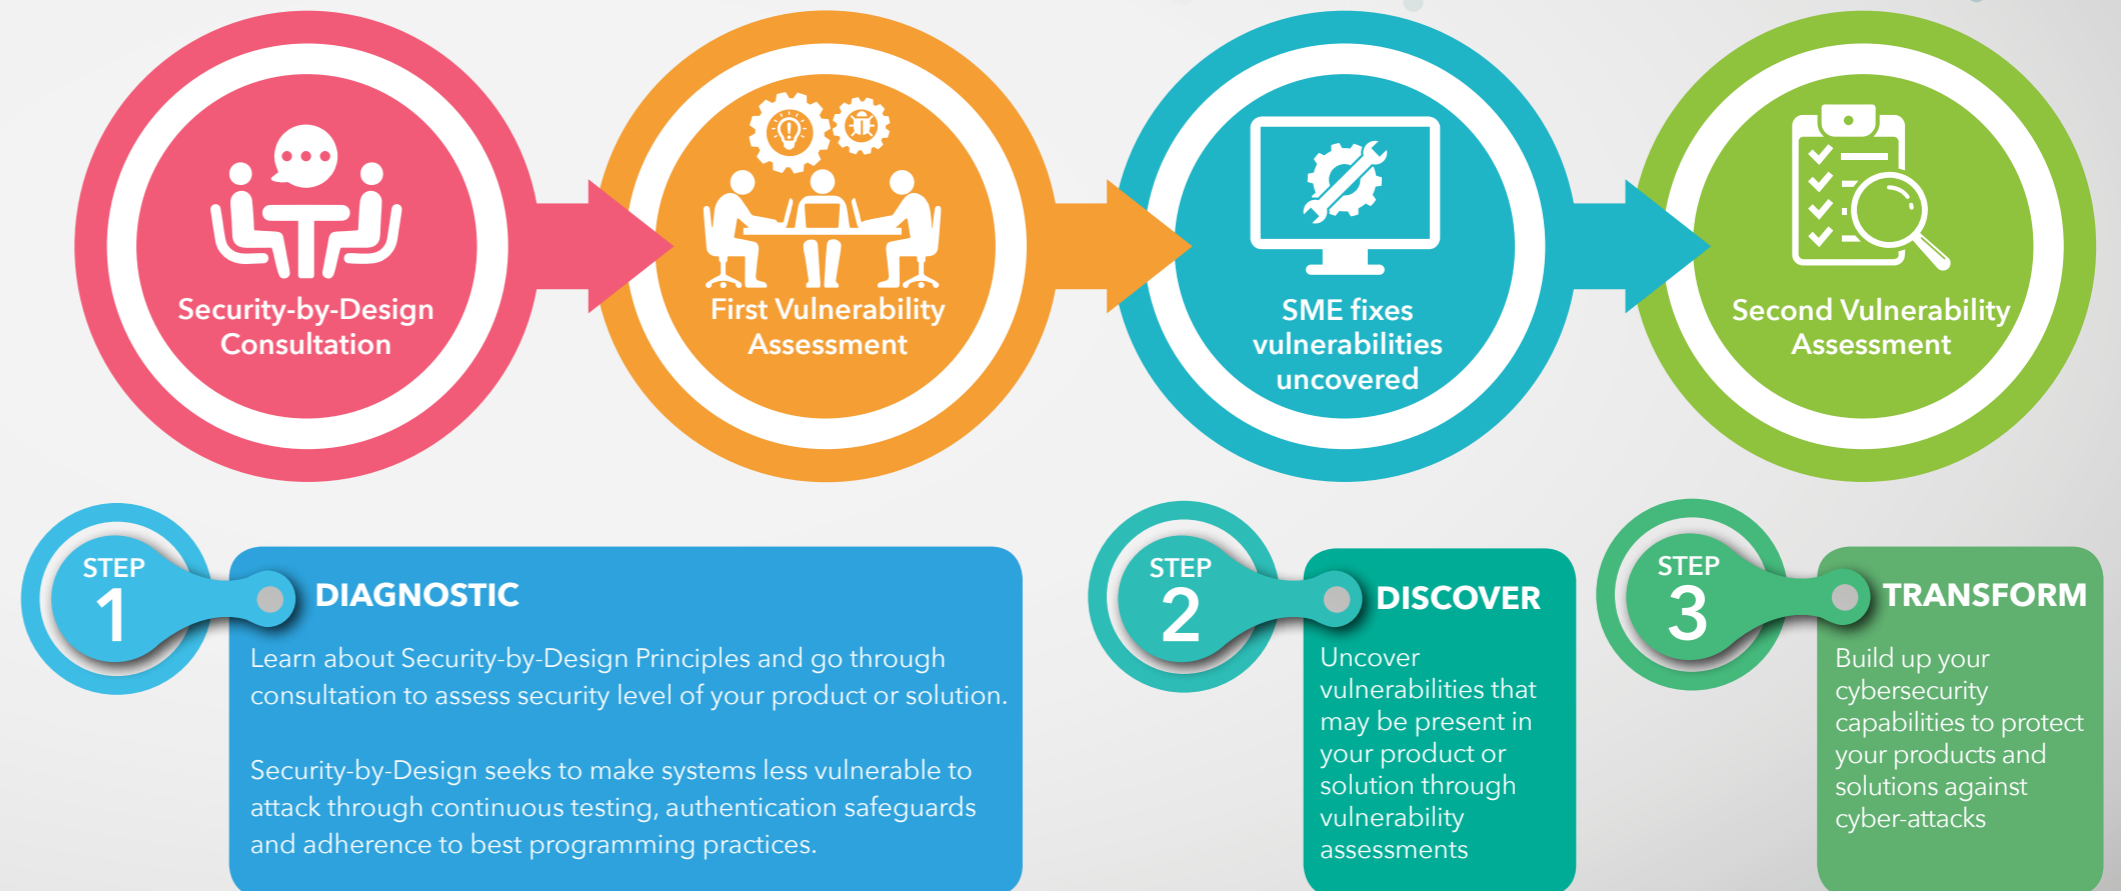 Security-by-Design
Consultation
First Vulnerability
Assessment
SME fixes
vulnerabilities
uncovered
Second Vulnerability
Assessment
STEP
1
DIAGNOSTIC
Learn about Security-by-Design Principles and go through
consultation to assess security level of your product or solution.
Security-by-Design seeks to make systems less vulnerable to
attack through continuous testing, authentication safeguards
and adherence to best programming practices.
STEP
2
DISCOVER
Uncover
vulnerabilities that
may be present in
your product or
solution through
vulnerability
assessments
STEP
3
TRANSFORM
Build up your
cybersecurity
capabilities to protect
your products and
solutions against
cyber-attacks